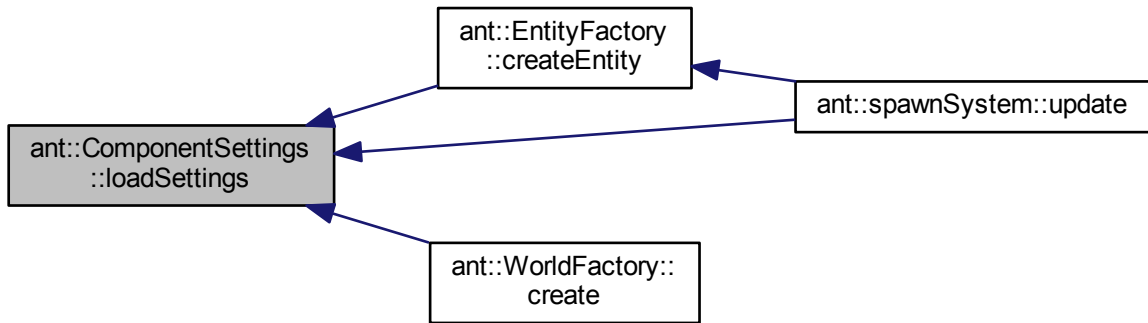 ant::EntityFactory
::createEntity
ant::spawnSystem::update
ant::ComponentSettings
::loadSettings
ant::WorldFactory::
create